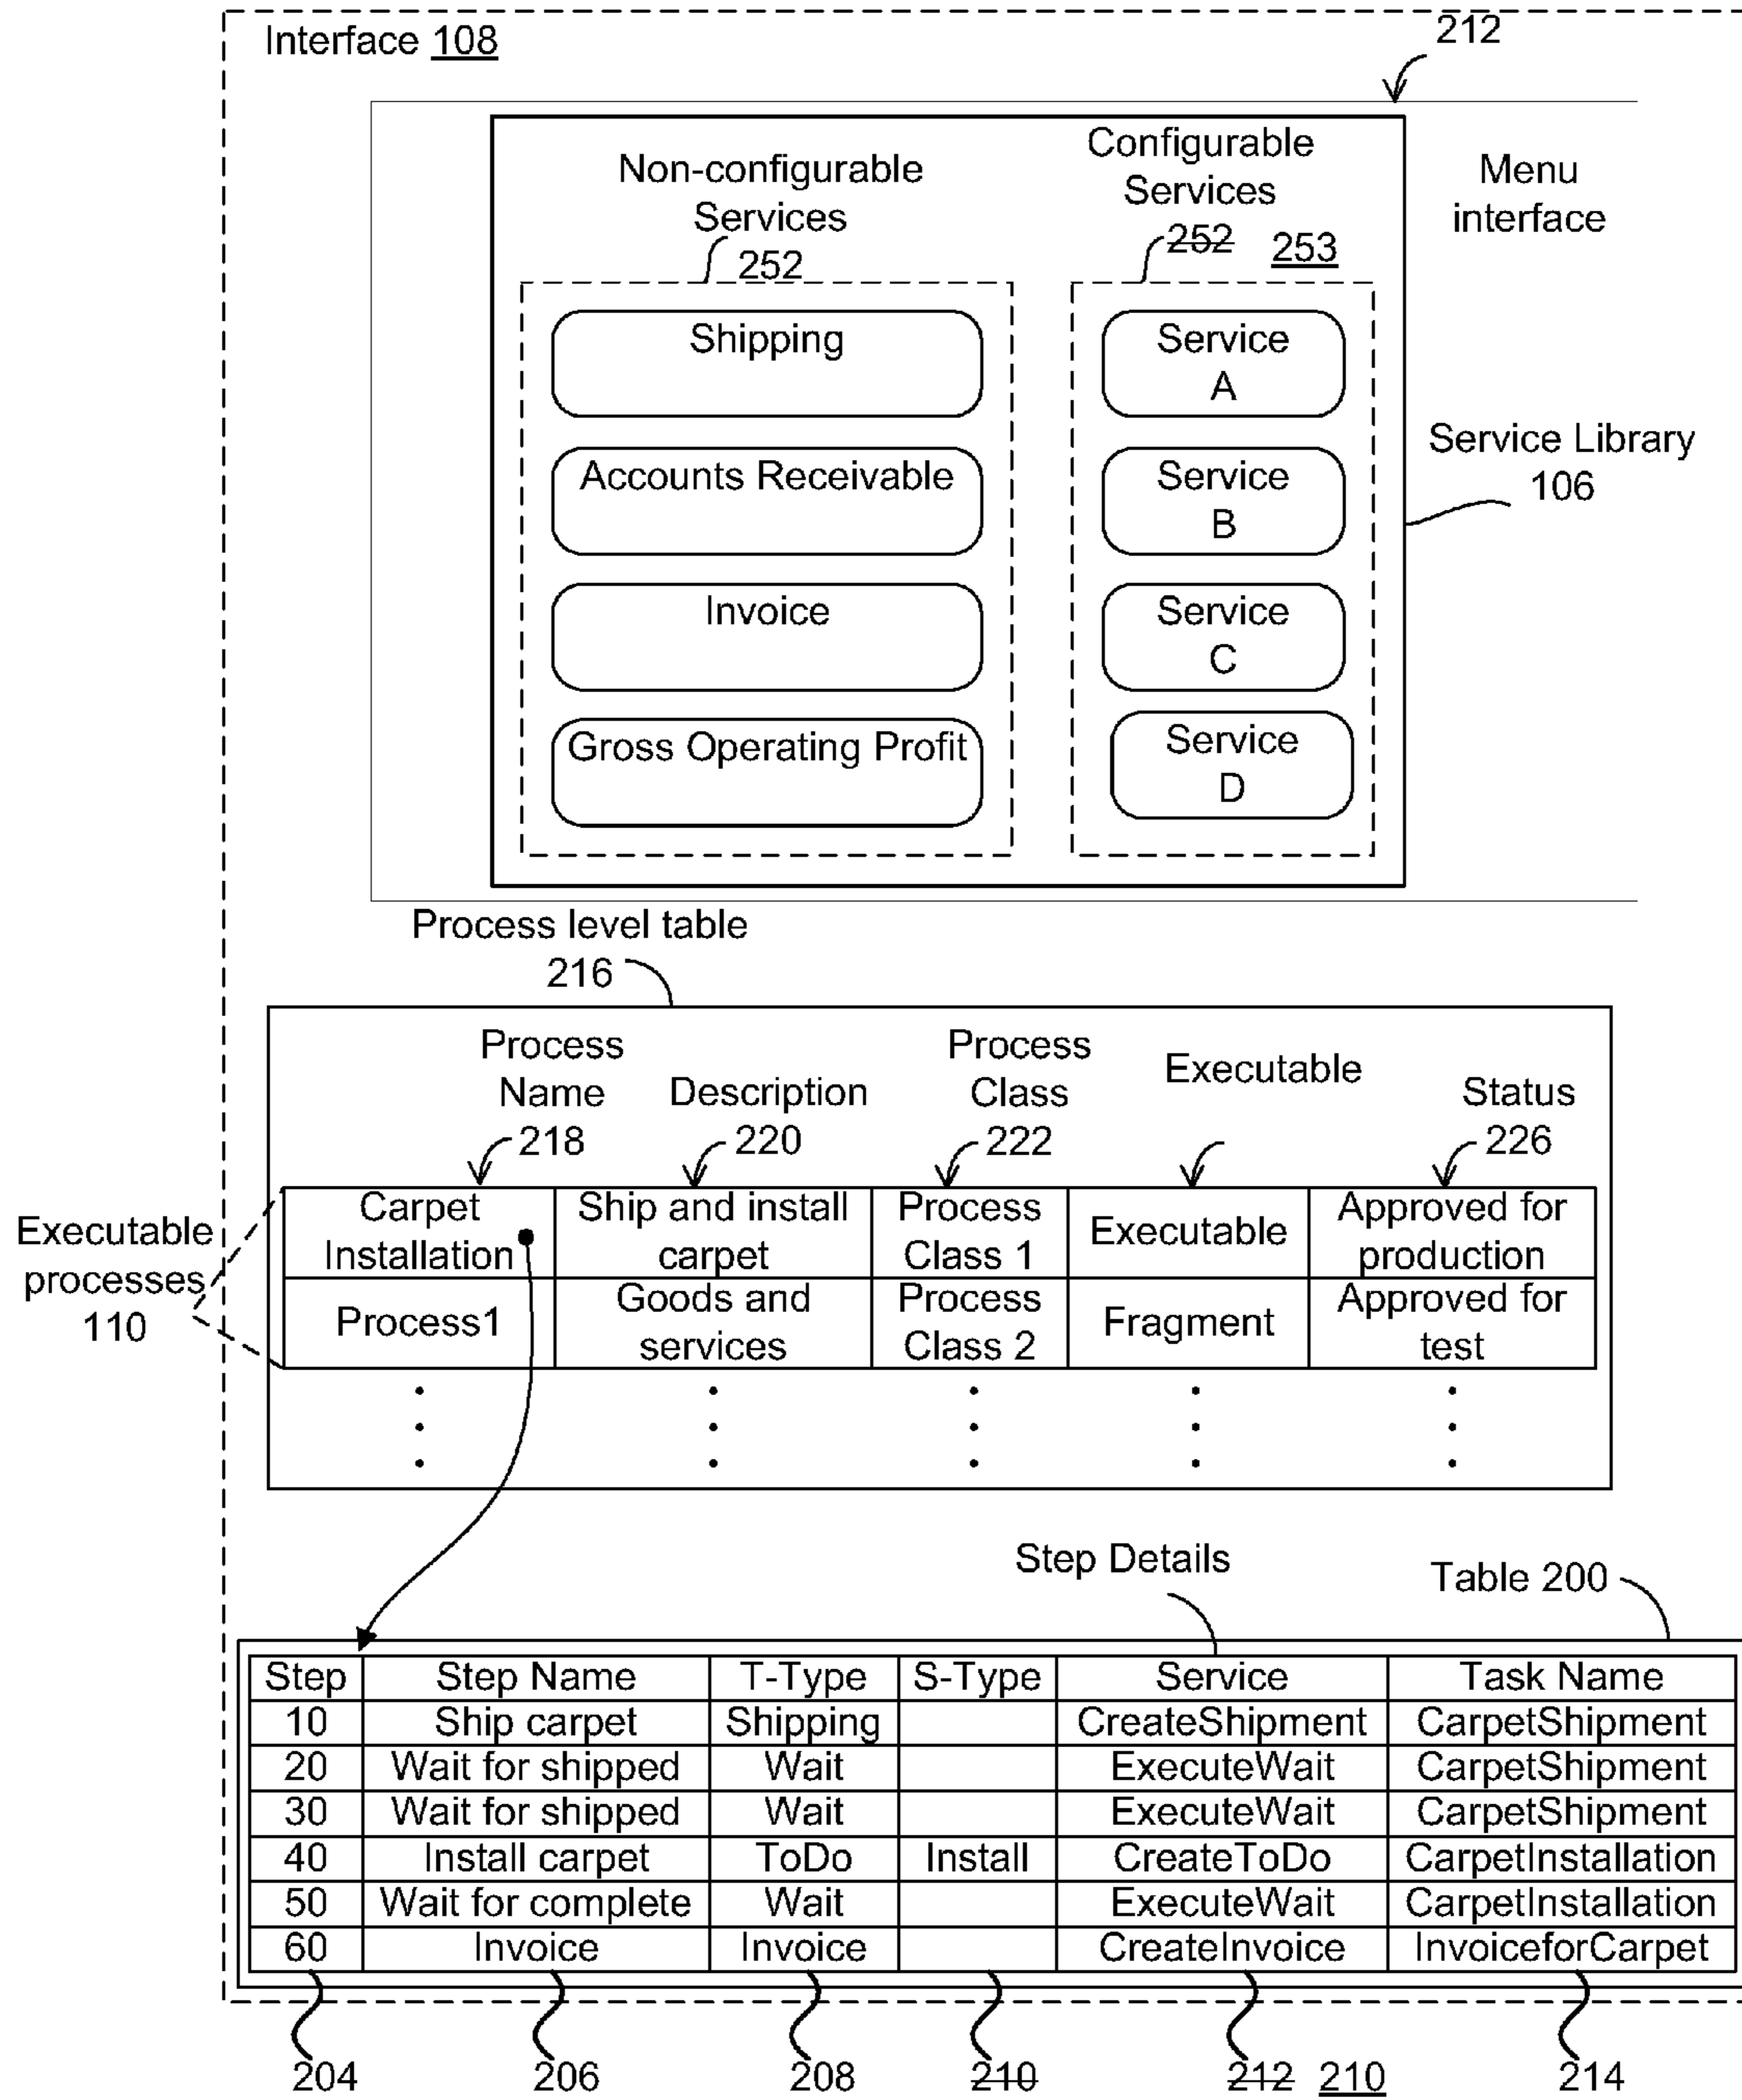 Interface 108
212
Non-configurable
Services
252
Configurable
Services
252 253
Menu
interface
Shipping
Accounts Receivable
Invoice
Gross Operating Profit
Service
A
Service
B
Service
C
Service
D
Service Library
106
Process level table
216
Process
Name
218
Description
220
Process
Class
222
Executable
Status
226
Executable
processes
110
Carpet
Installation
Ship and install
carpet
Process
Class 1
Executable
Approved for
production
Process1
Goods and
services
Process
Class 2
Fragment
Approved for
test
Step Details
Table 200
Step Step Name T-Type S-Type Service Task Name
10 Ship carpet Shipping CreateShipment CarpetShipment
20 Wait for shipped Wait ExecuteWait CarpetShipment
30 Wait for shipped Wait ExecuteWait CarpetShipment
40 Install carpet ToDo Install CreateToDo CarpetInstallation
50 Wait for complete Wait ExecuteWait CarpetInstallation
60 Invoice Invoice CreateInvoice InvoiceforCarpet
204 206 208 210 212 210 214